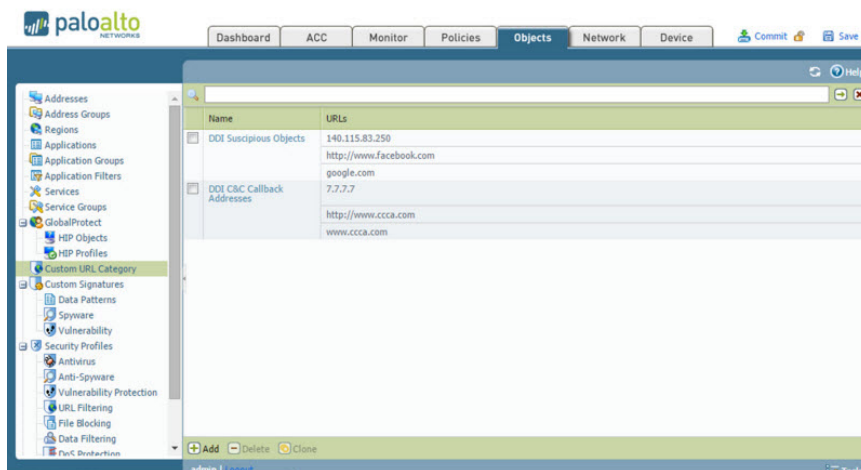 paloalto
NETWORKS
Dashboard ACC Monitor Policies Objects Network Device Commit Save
Help
Addresses
Address Groups
Regions
Applications
Application Groups
Application Filters
Services
Service Groups
GlobalProtect
HIP Objects
HIP Profiles
Custom URL Category
Custom Signatures
Data Patterns
Spyware
Vulnerability
Security Profiles
Antivirus
Anti-Spyware
Vulnerability Protection
URL Filtering
File Blocking
Data Filtering
DoS Protection
Name URLs
DDI Suscipious Objects 140.115.83.250
http://www.facebook.com
google.com
DDI C&C Callback 7.7.7.7
Addresses
http://www.ccca.com
www.ccca.com
Add Delete Clone
admin | Logout